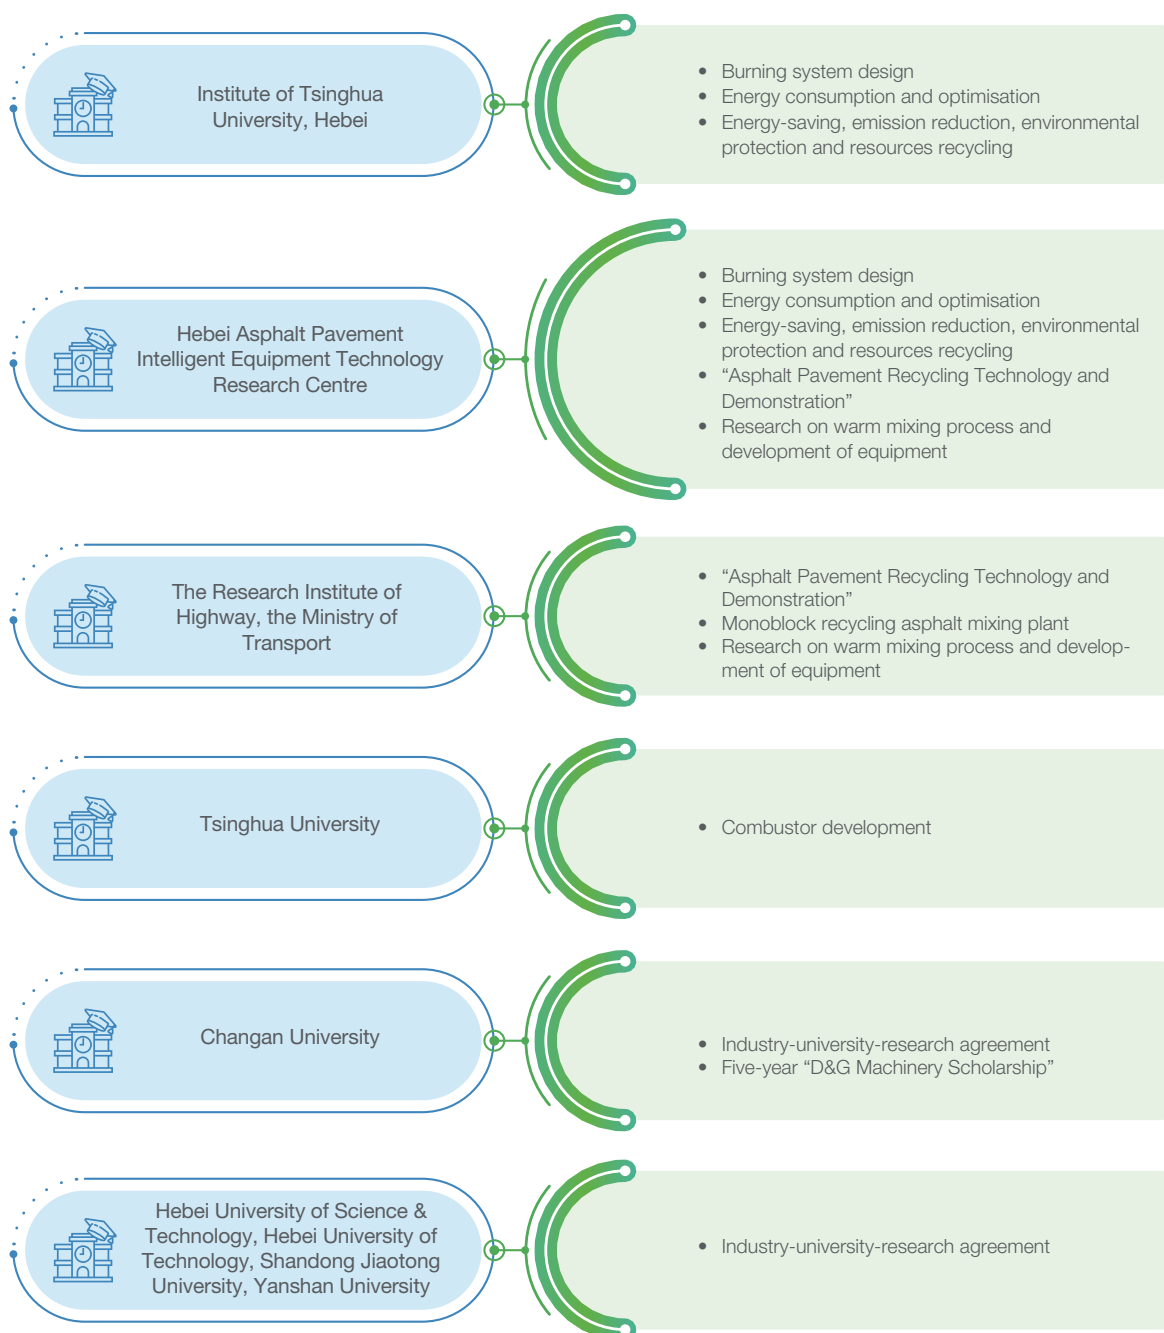 Institute of Tsinghua
University, Hebei
• Burning system design
• Energy consumption and optimisation
• Energy-saving, emission reduction, environmental
protection and resources recycling
Hebei Asphalt Pavement
Intelligent Equipment Technology
Research Centre
• Burning system design
• Energy consumption and optimisation
• Energy-saving, emission reduction, environmental
protection and resources recycling
• “Asphalt Pavement Recycling Technology and
Demonstration”
• Research on warm mixing process and
development of equipment
The Research Institute of
Highway, the Ministry of
Transport
• “Asphalt Pavement Recycling Technology and
Demonstration”
• Monoblock recycling asphalt mixing plant
• Research on warm mixing process and develop-
ment of equipment
Tsinghua University
• Combustor development
Changan University
• Industry-university-research agreement
• Five-year “D&G Machinery Scholarship”
Hebei University of Science &
Technology, Hebei University of
Technology, Shandong Jiaotong
University, Yanshan University
• Industry-university-research agreement